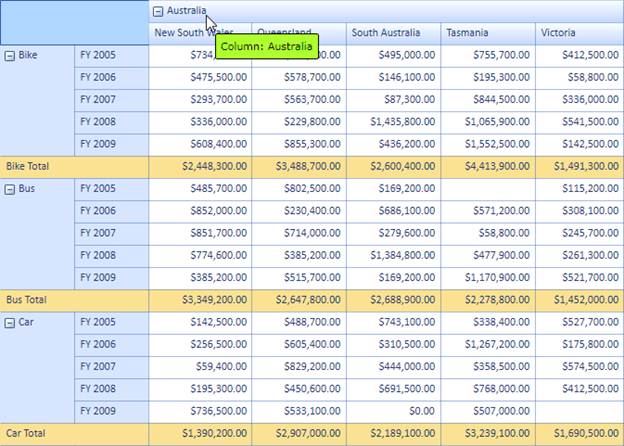 Australia
New South Wales Queensland South Australia Tasmania Victoria
Column: Australia
Bike FY 2005 $734, 00.00 $495,000.00 $755,700.00 $412,500.00
FY 2006 $475,500.00 $578,700.00 $146,100.00 $195,300.00 $58,800.00
FY 2007 $293,700.00 $563,700.00 $87,300.00 $844,500.00 $336,000.00
FY 2008 $336,000.00 $229,800.00 $1,435,800.00 $1,065,900.00 $541,500.00
FY 2009 $608,400.00 $855,300.00 $436,200.00 $1,552,500.00 $142,500.00
Bike Total $2,448,300.00 $3,488,700.00 $2,600,400.00 $4,413,900.00 $1,491,300.00
Bus FY 2005 $485,700.00 $802,500.00 $169,200.00 $115,200.00
FY 2006 $852,000.00 $230,400.00 $686,100.00 $571,200.00 $308,100.00
FY 2007 $851,700.00 $714,000.00 $279,600.00 $58,800.00 $245,700.00
FY 2008 $774,600.00 $385,200.00 $1,384,800.00 $477,900.00 $261,300.00
FY 2009 $385,200.00 $515,700.00 $169,200.00 $1,170,900.00 $521,700.00
Bus Total $3,349,200.00 $2,647,800.00 $2,688,900.00 $2,278,800.00 $1,452,000.00
Car FY 2005 $142,500.00 $488,700.00 $743,100.00 $338,400.00 $527,700.00
FY 2006 $256,500.00 $605,400.00 $310,500.00 $1,267,200.00 $175,800.00
FY 2007 $59,400.00 $829,200.00 $444,000.00 $358,500.00 $574,500.00
FY 2008 $195,300.00 $450,600.00 $691,500.00 $768,000.00 $412,500.00
FY 2009 $736,500.00 $533,100.00 $0.00 $507,000.00
Car Total $1,390,200.00 $2,907,000.00 $2,189,100.00 $3,239,100.00 $1,690,500.00